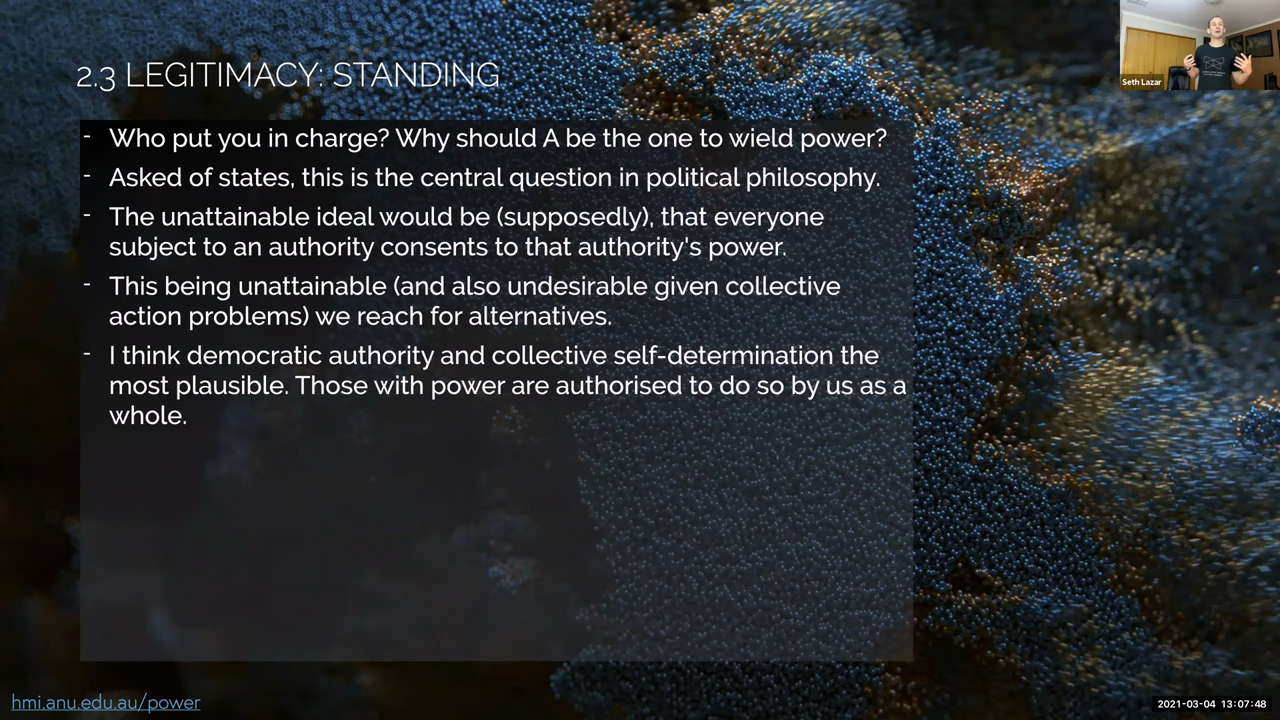 Seth Lazar
2.3 LEGITIMACY: STANDING
- Who put you in charge? Why should A be the one to wield power?
- Asked of states, this is the central question in political philosophy.
- The unattainable ideal would be (supposedly), that everyone
subject to an authority consents to that authority's power.
- This being unattainable (and also undesirable given collective
action problems) we reach for alternatives.
- I think democratic authority and collective self-determination the
most plausible. Those with power are authorised to do so by us as a
whole.
hmi.anu.edu.au/power
2021-03-04 13:07:48